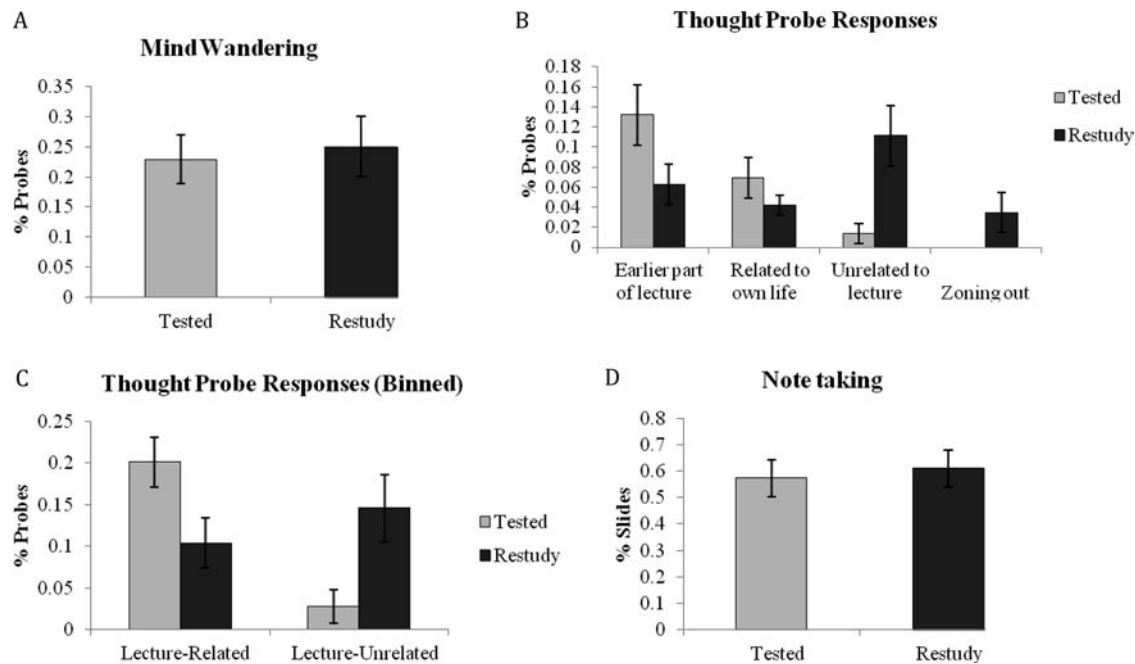 A
Mind Wandering
% Probes
0.35
0.3
0.25
0.2
0.15
0.1
0.05
0
Tested
Restudy
B
Thought Probe Responses
% Probes
0.18
0.16
0.14
0.12
0.1
0.08
0.06
0.04
0.02
0
Earlier part
of lecture
Related to
own life
Unrelated to
lecture
Zoning out
Tested
Restudy
C
Thought Probe Responses (Binned)
% Probes
0.25
0.2
0.15
0.1
0.05
0
Lecture-Related
Lecture-Unrelated
Tested
Restudy
D
Note taking
% Slides
0.8
0.7
0.6
0.5
0.4
0.3
0.2
0.1
0
Tested
Restudy